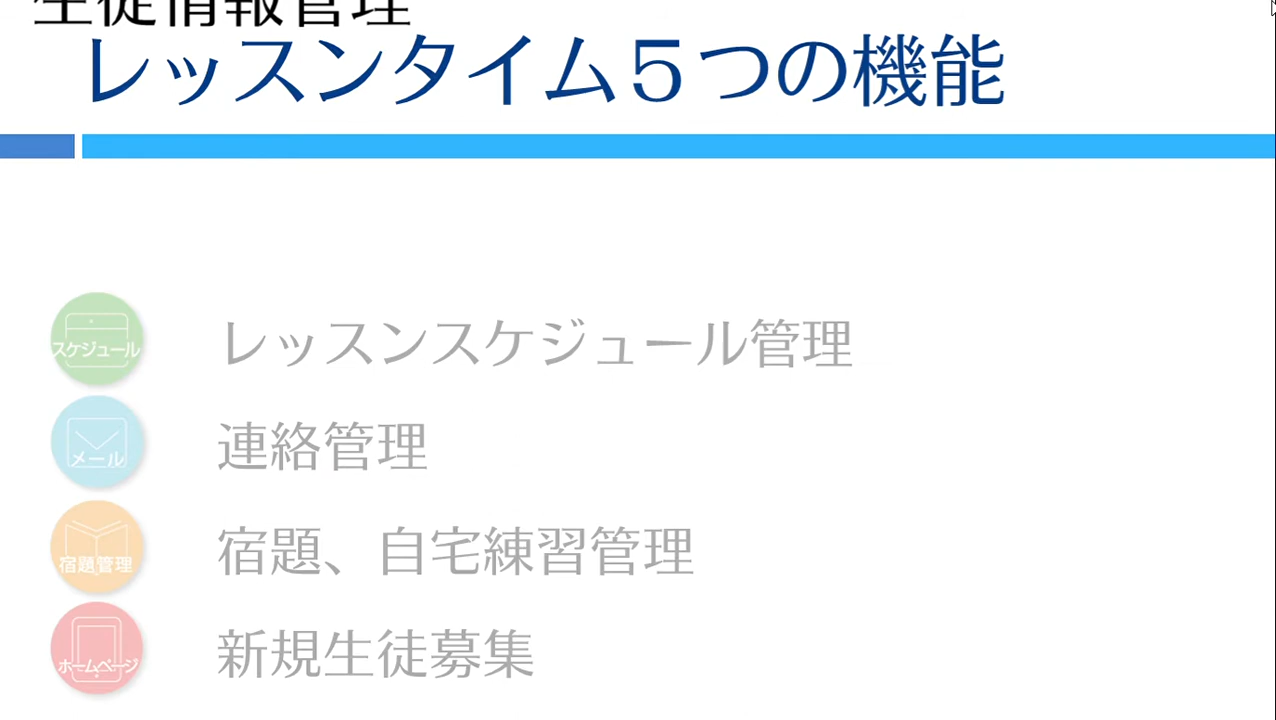 生徒情報管理
レッスンタイム５つの機能
スケジュール
レッスンスケジュール管理
メール
連絡管理
宿題管理
宿題、自宅練習管理
ホームページ
新規生徒募集